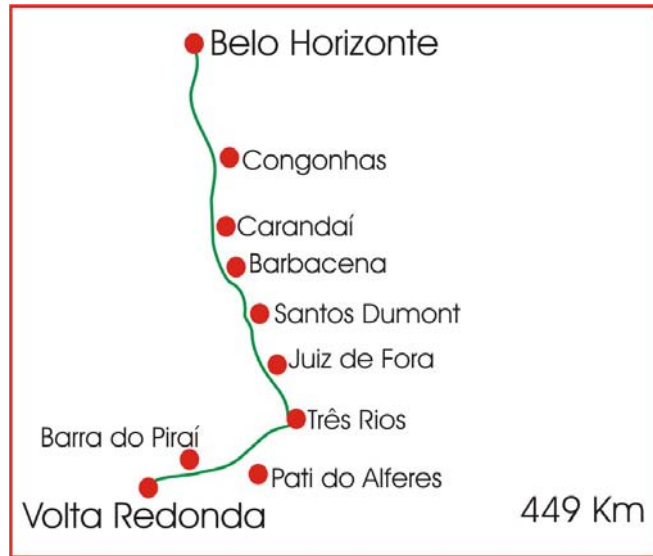 Belo Horizonte
Congonhas
Carandaí
Barbacena
Santos Dumont
Juiz de Fora
Três Rios
Barra do Piraí
Pati do Alferes
Volta Redonda
449 Km